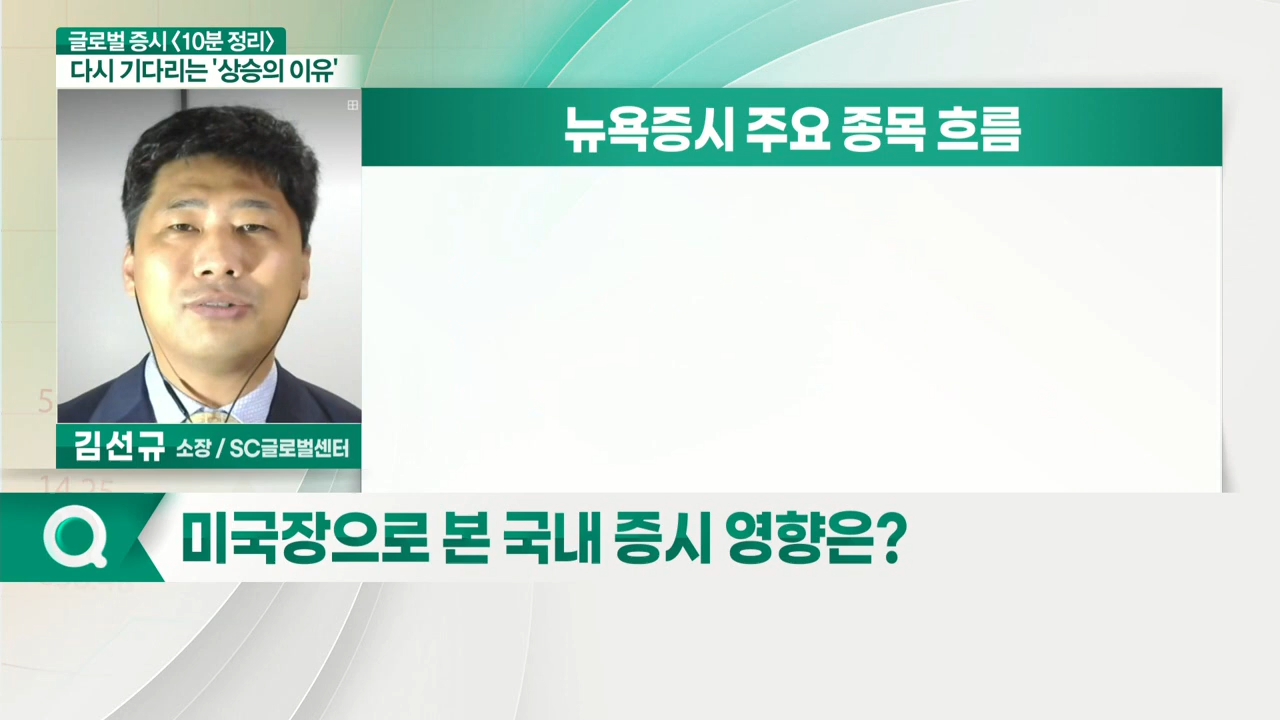 글로벌 증시 <10분 정리>
다시 기다리는 '상승의 이유'
뉴욕증시 주요 종목 흐름
김선규 소장 / SC글로벌센터
미국장으로 본 국내 증시 영향은?